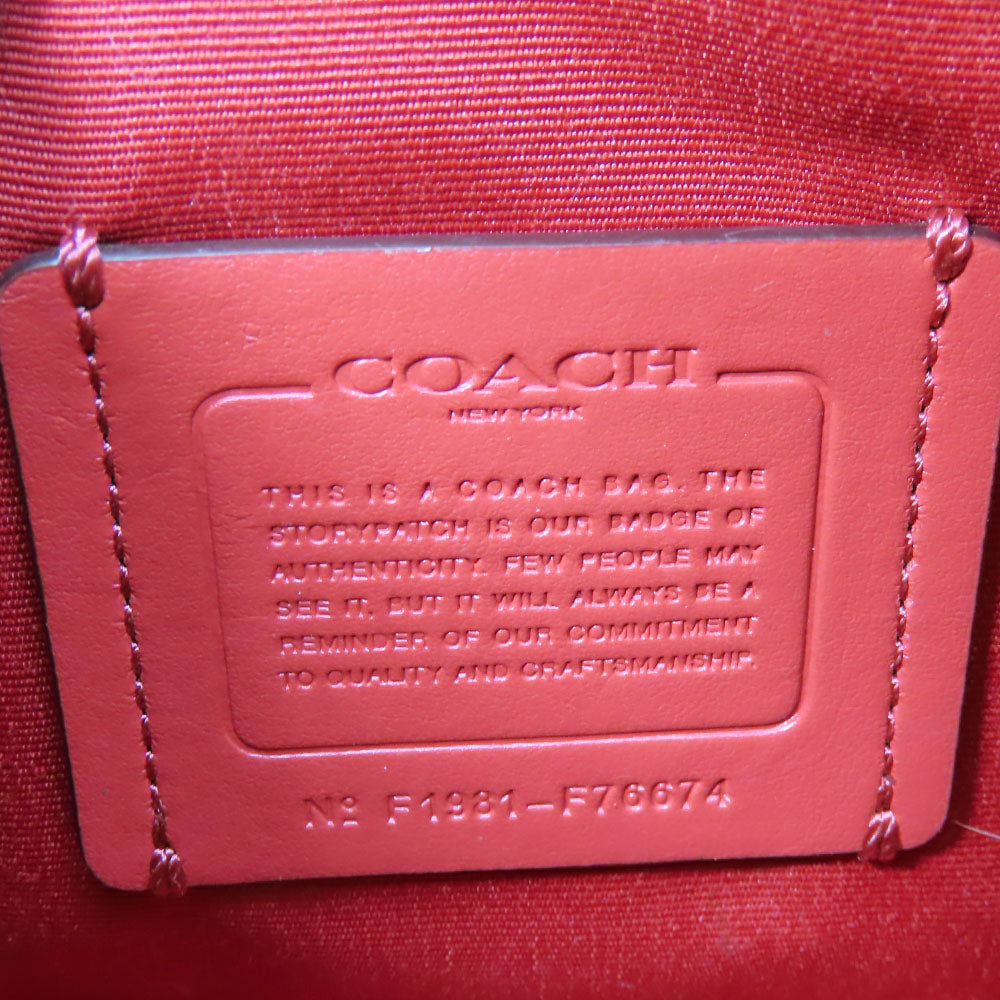 COACH
NEW YORK
THIS IS A COACH BAG. THE
STORYPATCH IS OUR BADGE OF
AUTHENTICITY. FEW PEOPLE MAY
SEE IT, BUT IT WILL ALWAYS BE A
REMINDER OF OUR COMMITMENT
TO QUALITY AND CRAFTSMANSHIP.
Nº F1981-F76674